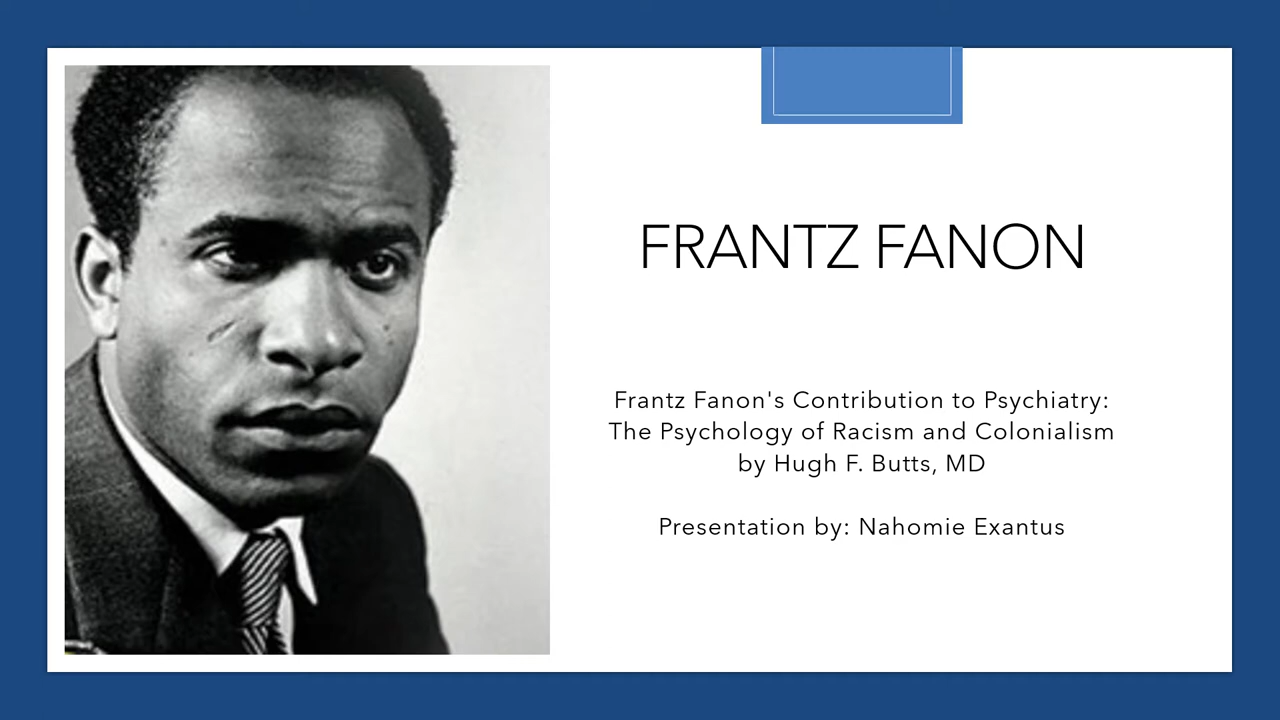 FRANTZ FANON
Frantz Fanon's Contribution to Psychiatry:
The Psychology of Racism and Colonialism
by Hugh F. Butts, MD
Presentation by: Nahomie Exantus